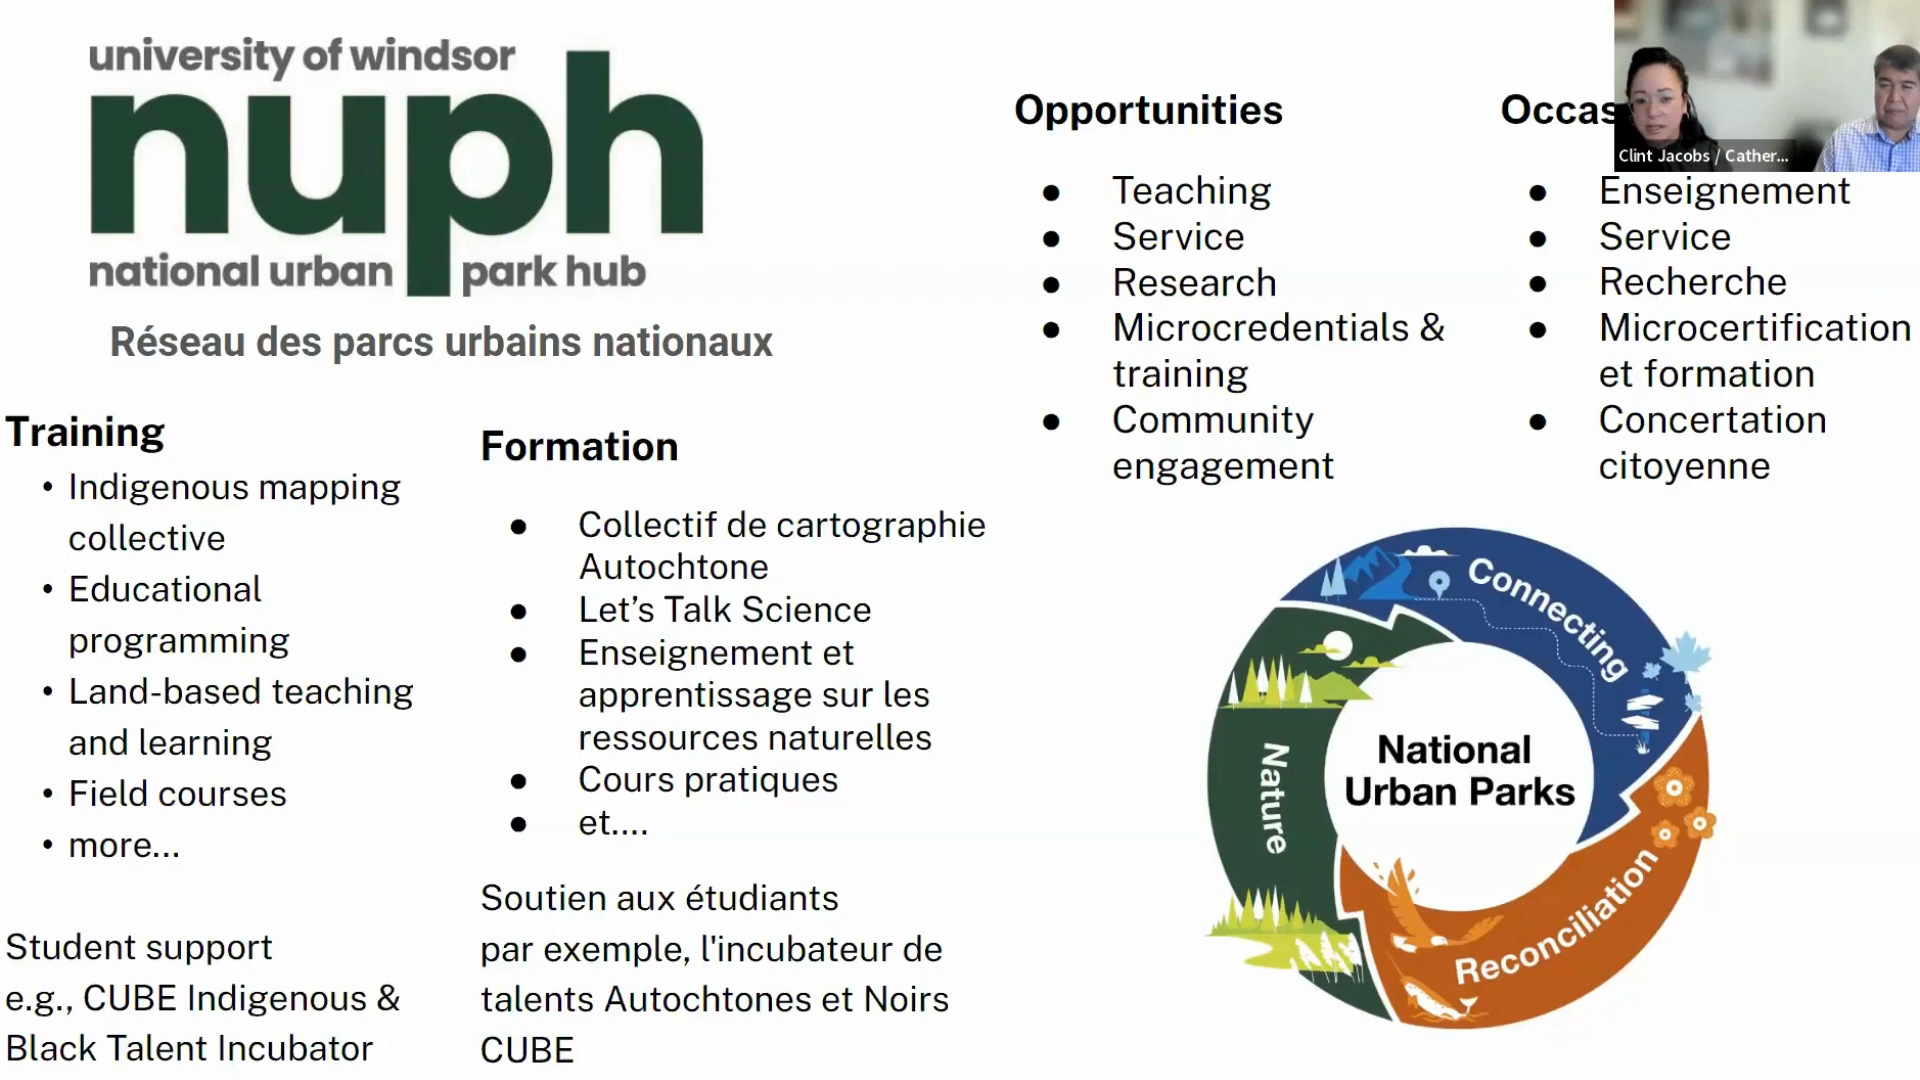 university of windsor
nuph
national urban park hub
Réseau des parcs urbains nationaux
Training
• Indigenous mapping
collective
• Educational
programming
• Land-based teaching
and learning
• Field courses
• more...
Student support
e.g., CUBE Indigenous &
Black Talent Incubator
Formation
● Collectif de cartographie
Autochtone
● Let’s Talk Science
● Enseignement et
apprentissage sur les
ressources naturelles
● Cours pratiques
● et....
Soutien aux étudiants
par exemple, l'incubateur de
talents Autochtones et Noirs
CUBE
Opportunities
● Teaching
● Service
● Research
● Microcredentials &
training
● Community
engagement
Occas
● Enseignement
● Service
● Recherche
● Microcertification
et formation
● Concertation
citoyenne
Clint Jacobs / Cather...
Connecting
Nature
National
Urban Parks
Reconciliation